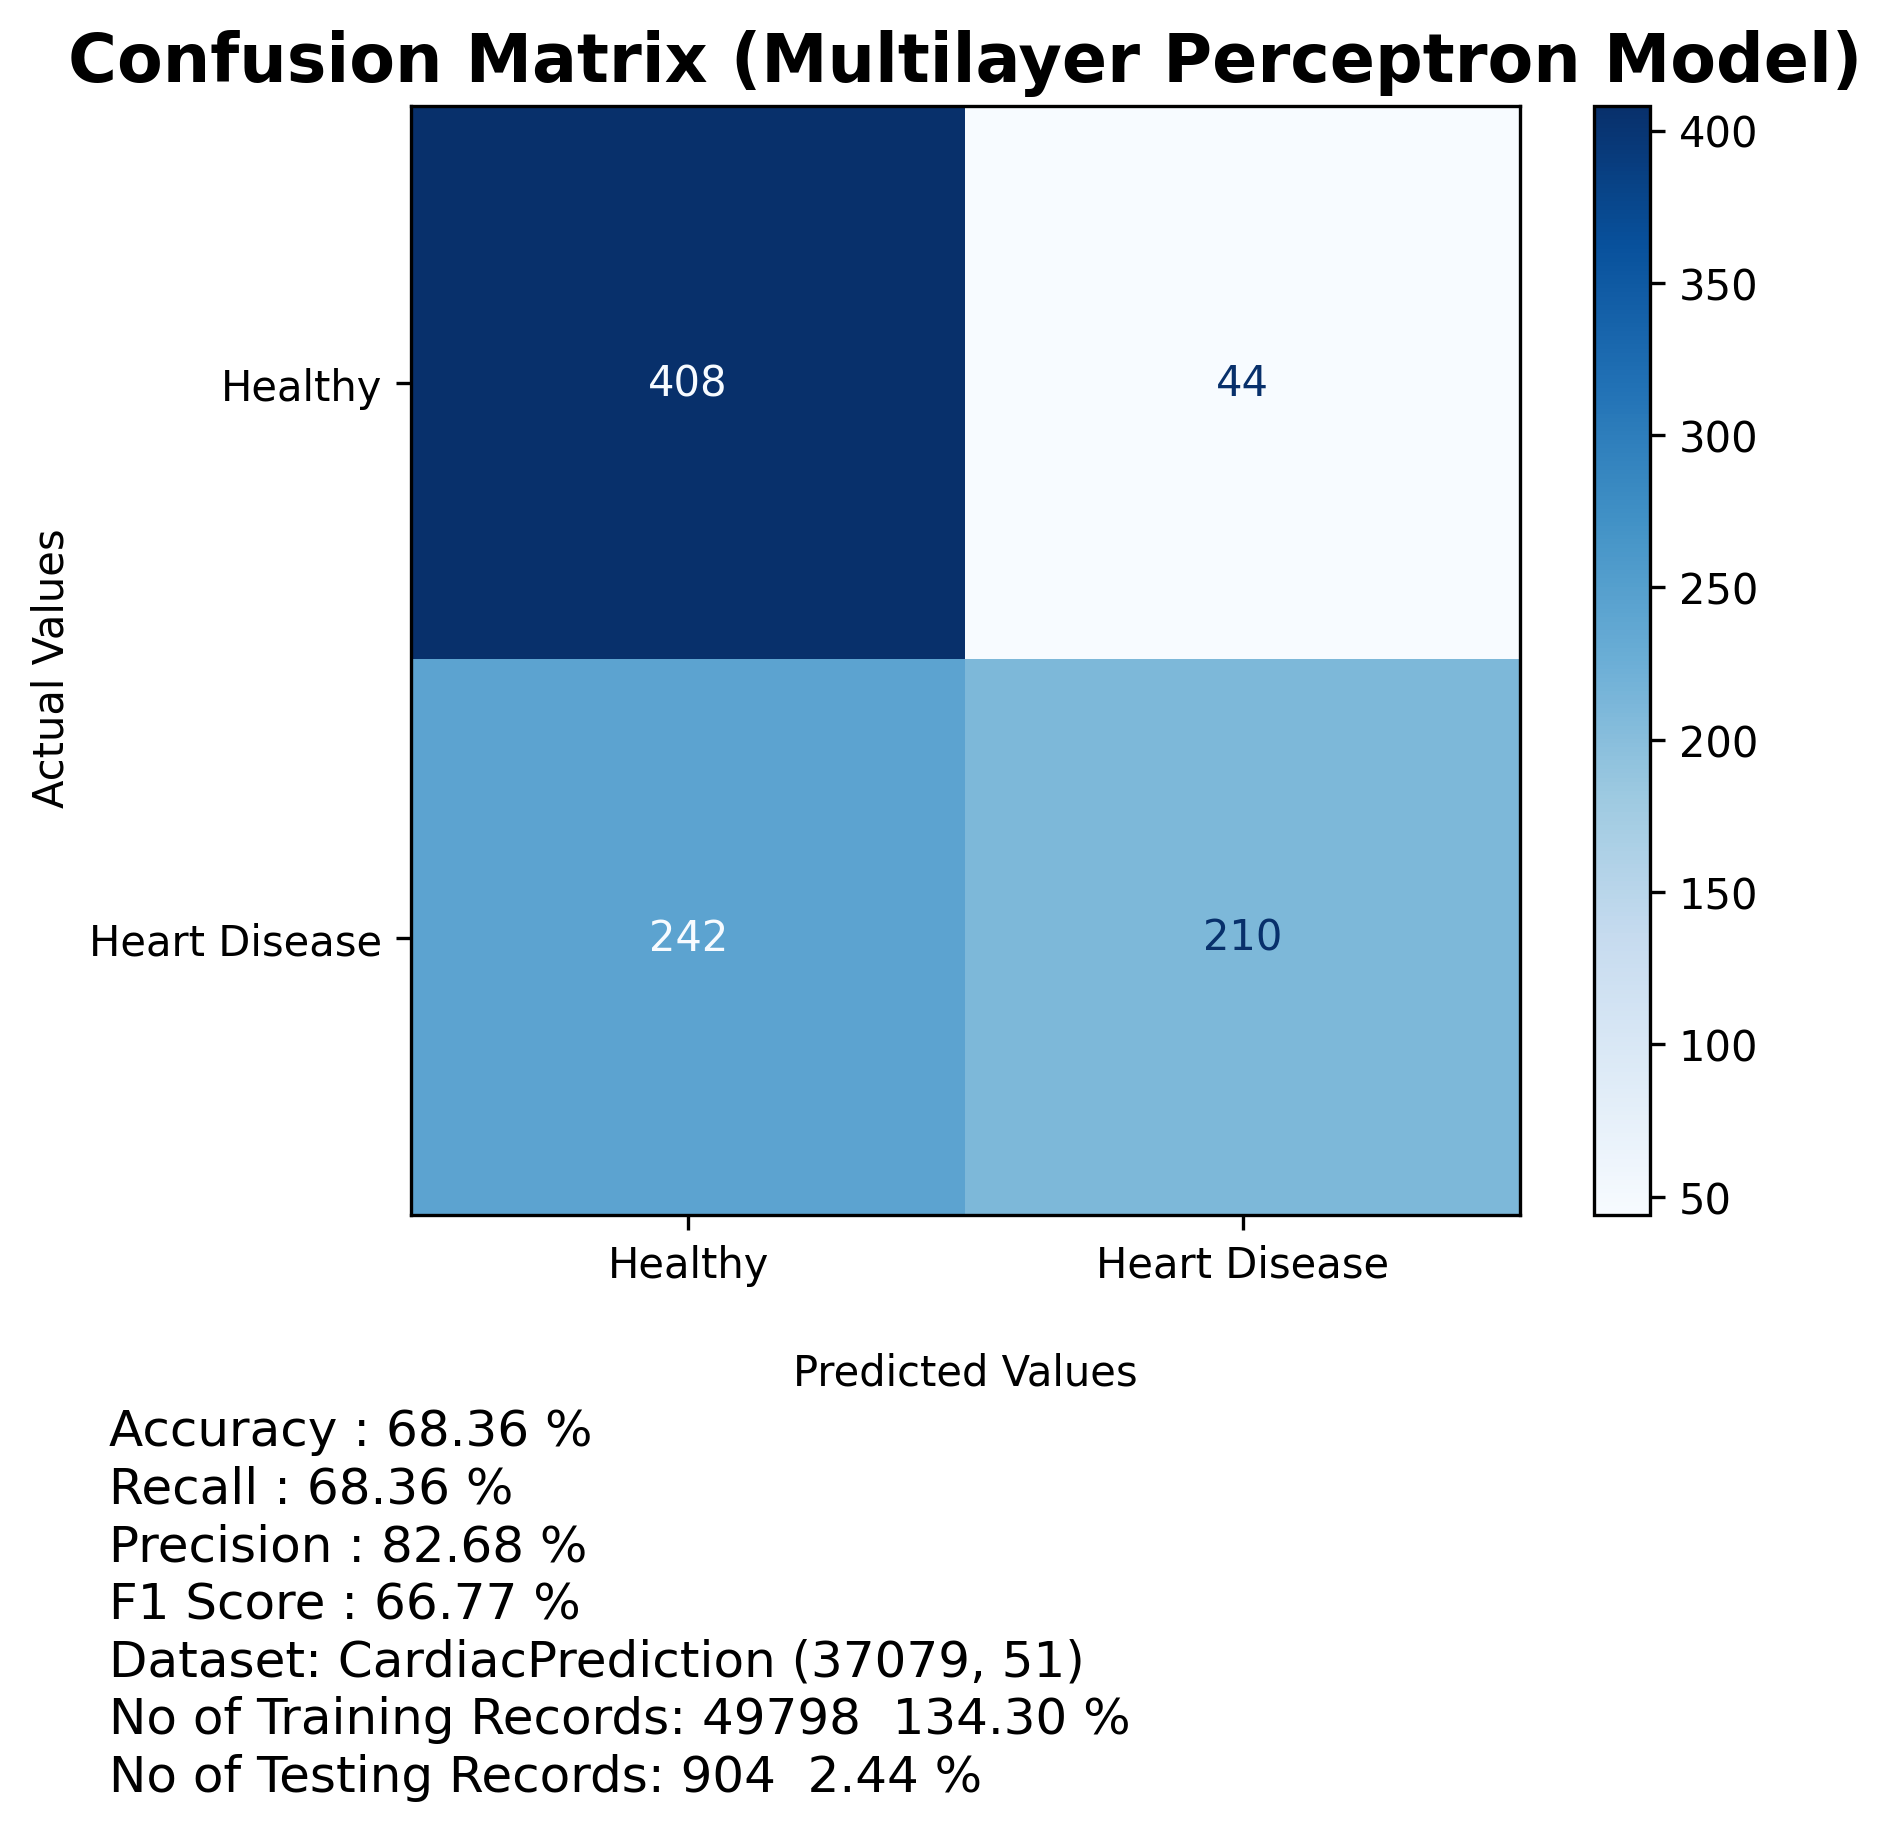 Confusion Matrix (Multilayer Perceptron Model)
400
350
300
250
200
150
100
50
Actual Values
Healthy
408
44
Heart Disease
242
210
Healthy
Heart Disease
Predicted Values
Accuracy : 68.36 %
Recall : 68.36 %
Precision : 82.68 %
F1 Score : 66.77 %
Dataset: CardiacPrediction (37079, 51)
No of Training Records: 49798  134.30 %
No of Testing Records: 904  2.44 %